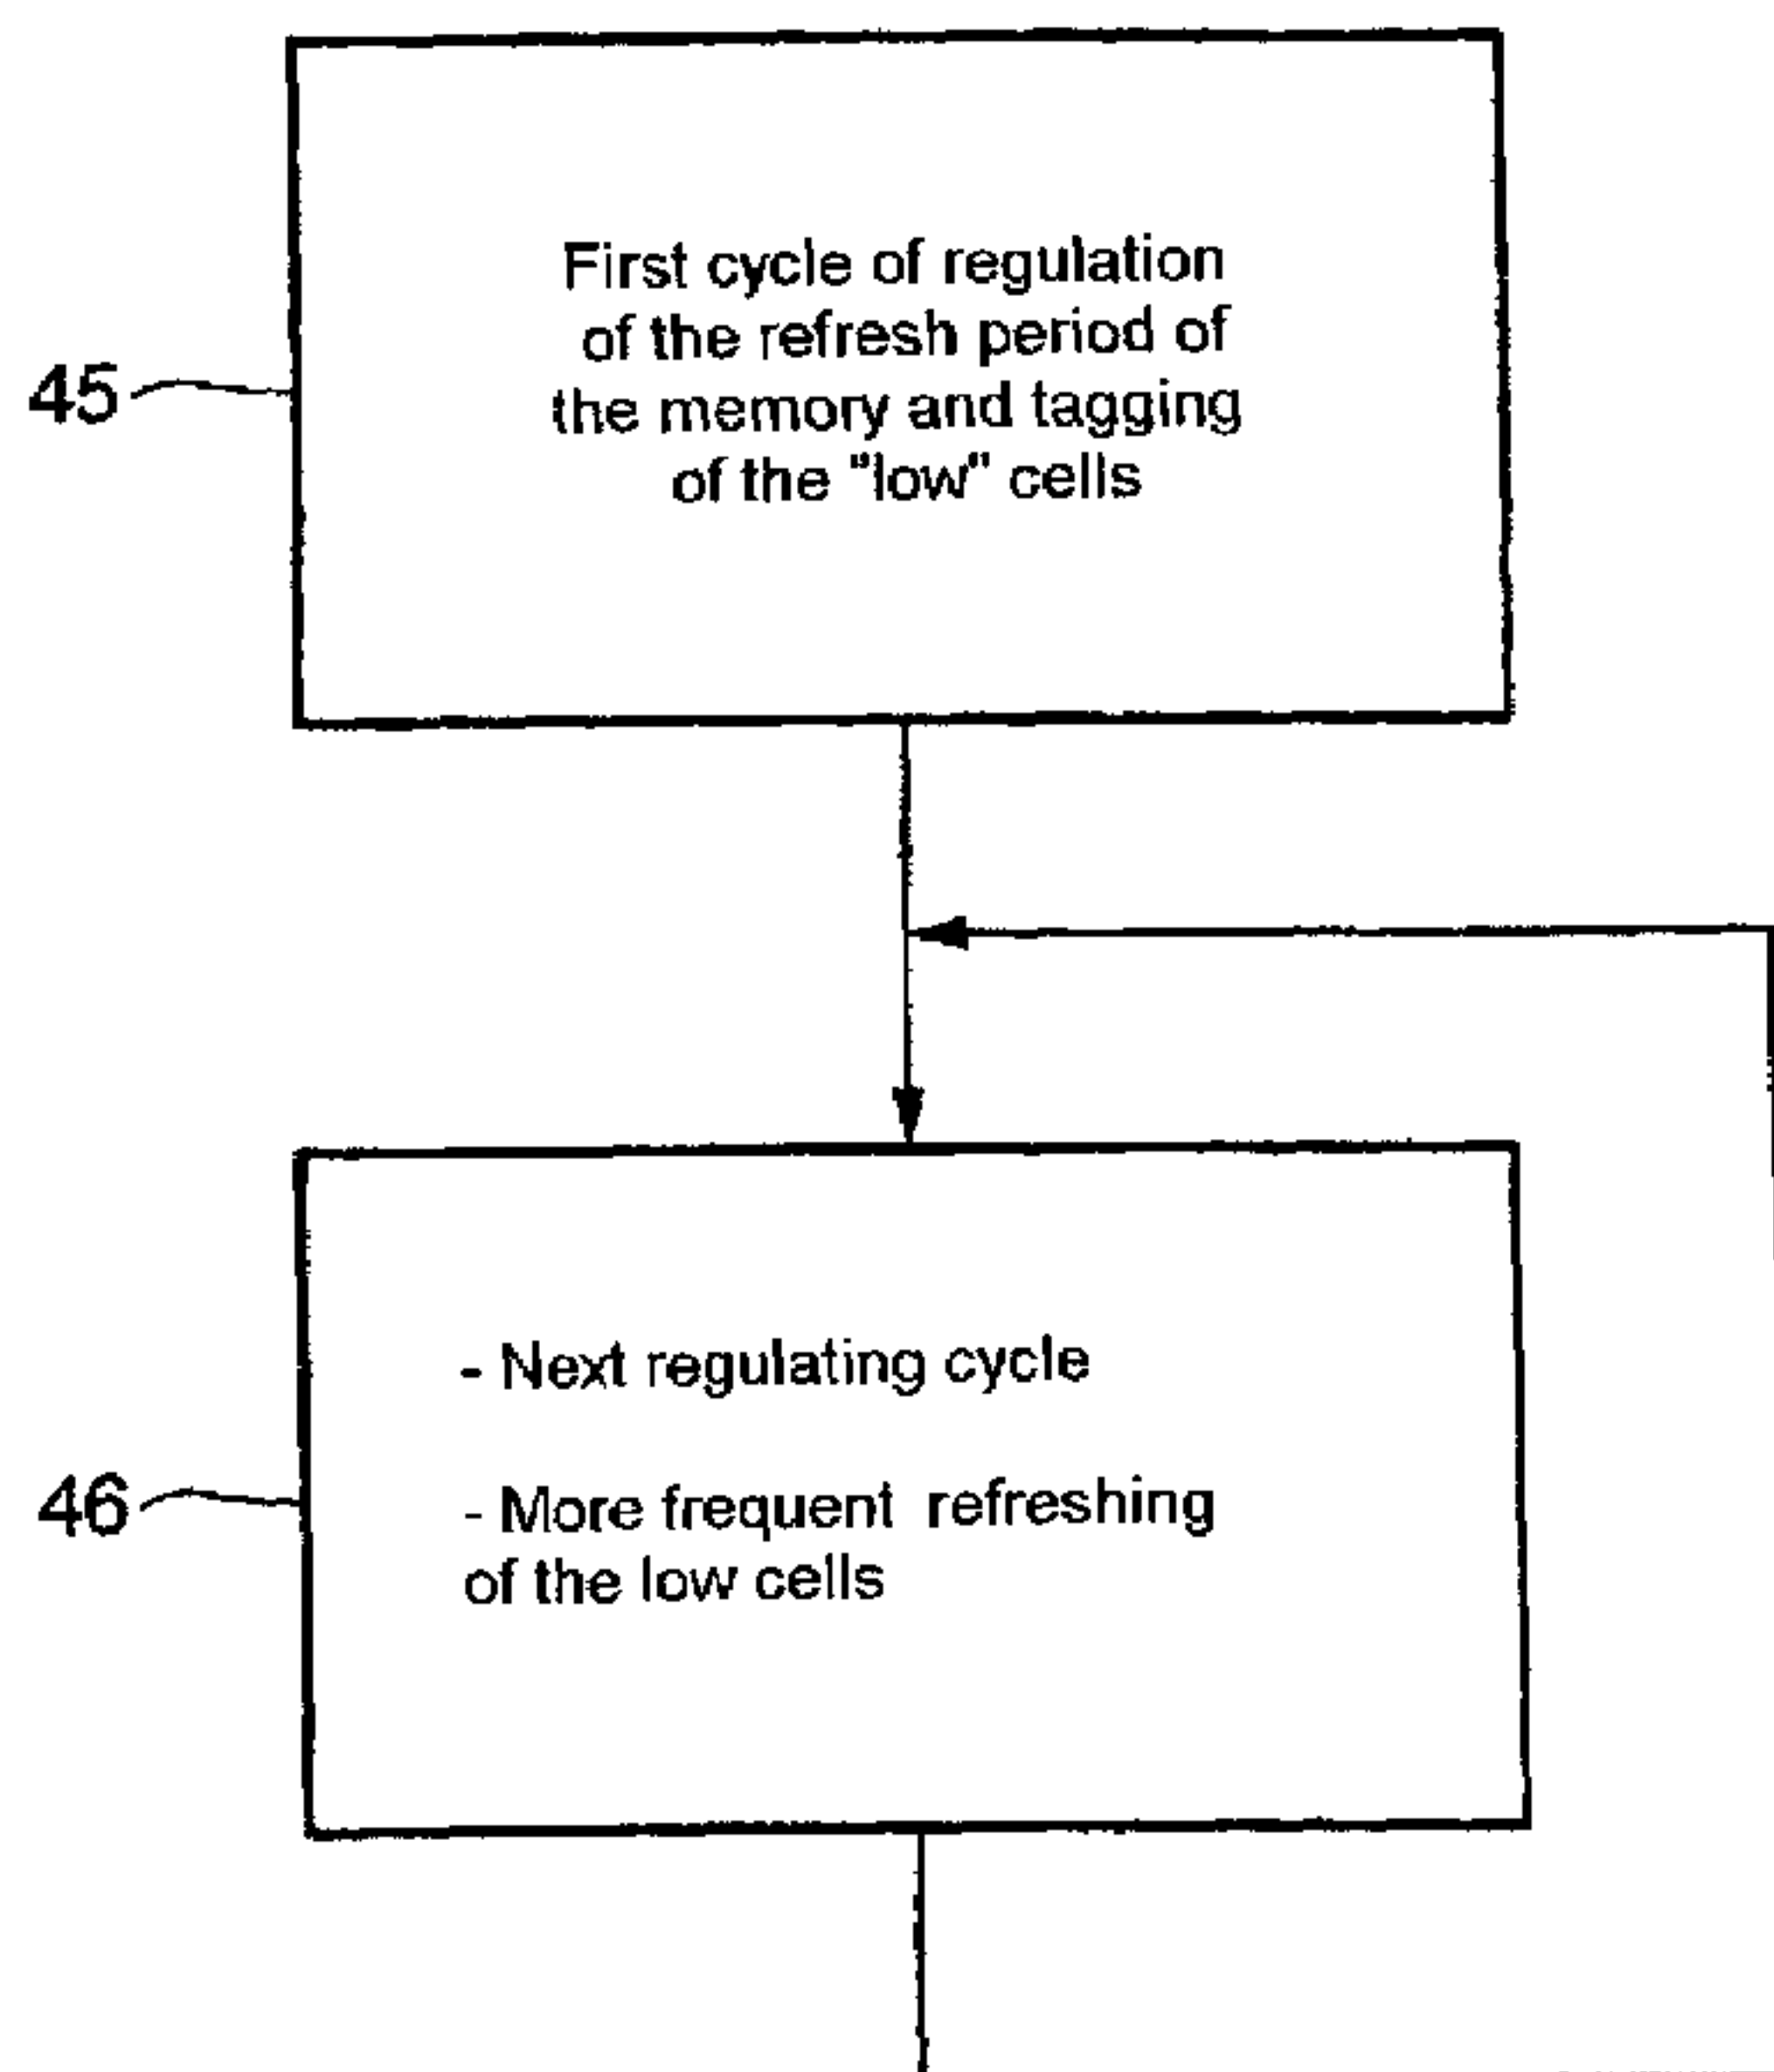 First cycle of regulation
of the refresh period of
the memory and tagging
of the "low" cells
45
- Next regulating cycle
- More frequent refreshing
of the low cells
46